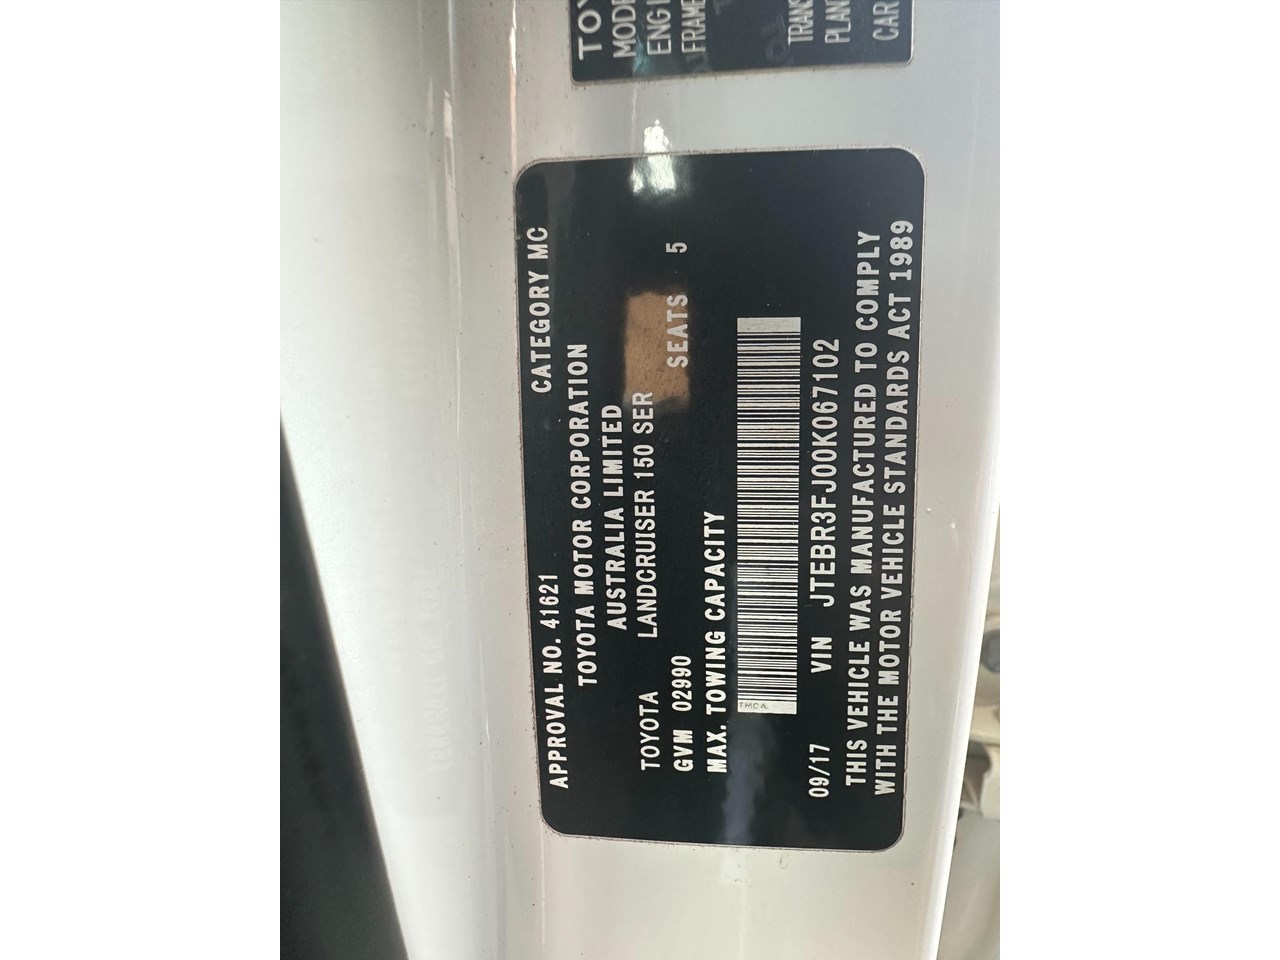 APPROVAL NO. 41621 CATEGORY MC
TOYOTA MOTOR CORPORATION
AUSTRALIA LIMITED
TOYOTA LANDCRUISER 150 SER
GVM 02990 SEATS 5
MAX. TOWING CAPACITY
TMCA
09/17 VIN JTEBR3FJ00K067102
THIS VEHICLE WAS MANUFACTURED TO COMPLY
WITH THE MOTOR VEHICLE STANDARDS ACT 1989